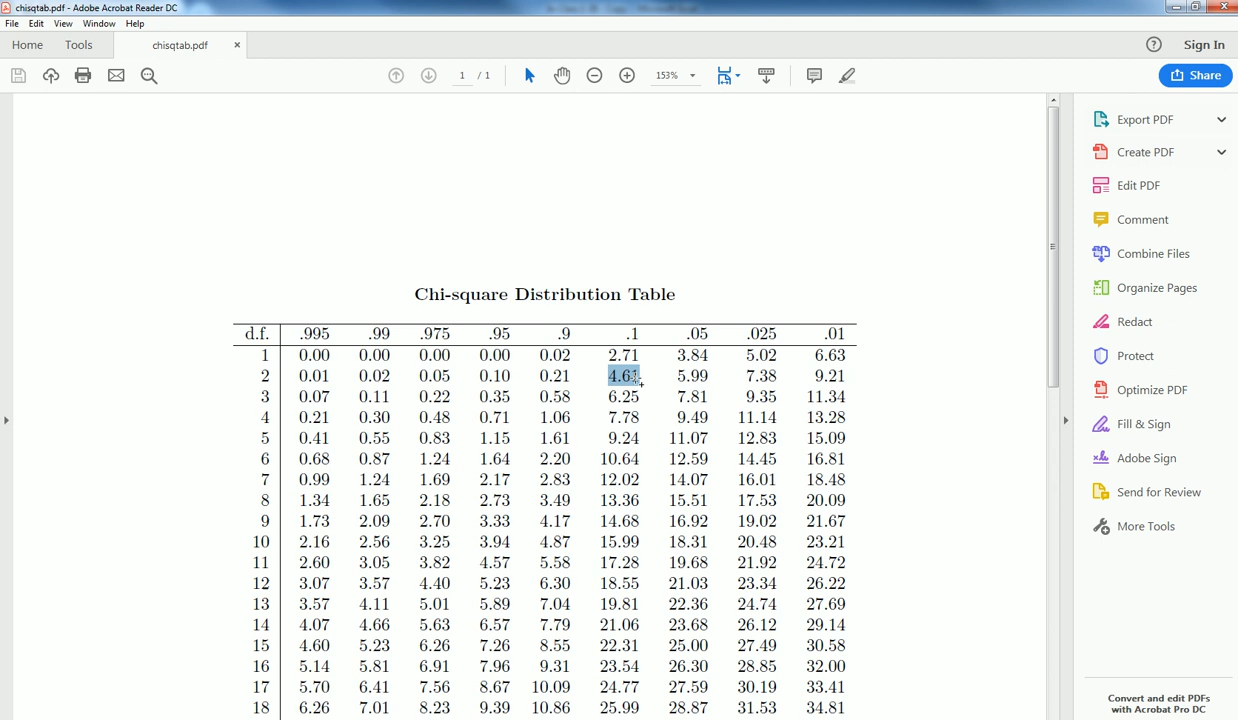 chisqtab.pdf - Adobe Acrobat Reader DC
File Edit View Window Help
Home Tools chisqtab.pdf × Sign In
1 / 1 153% Share
Export PDF
Create PDF
Edit PDF
Comment
Combine Files
Organize Pages
Redact
Protect
Optimize PDF
Fill & Sign
Adobe Sign
Send for Review
More Tools
Convert and edit PDFs
with Acrobat Pro DC
Chi-square Distribution Table
d.f. .995 .99 .975 .95 .9 .1 .05 .025 .01
1 0.00 0.00 0.00 0.00 0.02 2.71 3.84 5.02 6.63
2 0.01 0.02 0.05 0.10 0.21 4.61 5.99 7.38 9.21
3 0.07 0.11 0.22 0.35 0.58 6.25 7.81 9.35 11.34
4 0.21 0.30 0.48 0.71 1.06 7.78 9.49 11.14 13.28
5 0.41 0.55 0.83 1.15 1.61 9.24 11.07 12.83 15.09
6 0.68 0.87 1.24 1.64 2.20 10.64 12.59 14.45 16.81
7 0.99 1.24 1.69 2.17 2.83 12.02 14.07 16.01 18.48
8 1.34 1.65 2.18 2.73 3.49 13.36 15.51 17.53 20.09
9 1.73 2.09 2.70 3.33 4.17 14.68 16.92 19.02 21.67
10 2.16 2.56 3.25 3.94 4.87 15.99 18.31 20.48 23.21
11 2.60 3.05 3.82 4.57 5.58 17.28 19.68 21.92 24.72
12 3.07 3.57 4.40 5.23 6.30 18.55 21.03 23.34 26.22
13 3.57 4.11 5.01 5.89 7.04 19.81 22.36 24.74 27.69
14 4.07 4.66 5.63 6.57 7.79 21.06 23.68 26.12 29.14
15 4.60 5.23 6.26 7.26 8.55 22.31 25.00 27.49 30.58
16 5.14 5.81 6.91 7.96 9.31 23.54 26.30 28.85 32.00
17 5.70 6.41 7.56 8.67 10.09 24.77 27.59 30.19 33.41
18 6.26 7.01 8.23 9.39 10.86 25.99 28.87 31.53 34.81